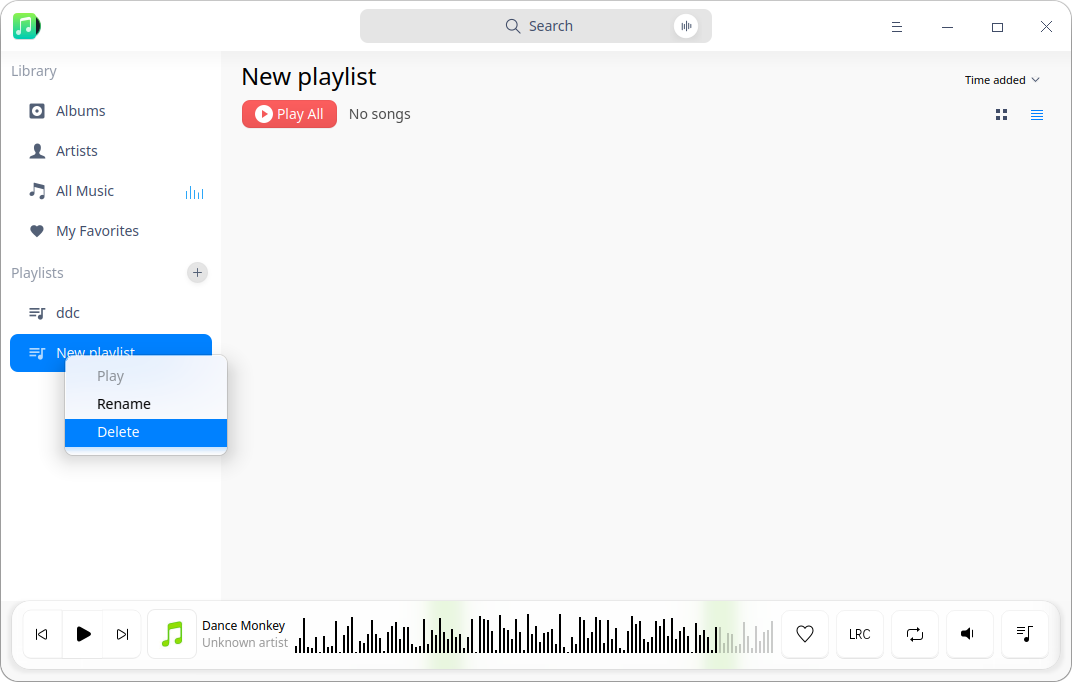 Search
Library
Albums
Artists
All Music
My Favorites
Playlists
ddc
New playlist
Play
Rename
Delete
New playlist
Time added
Play All
No songs
Dance Monkey
Unknown artist
LRC